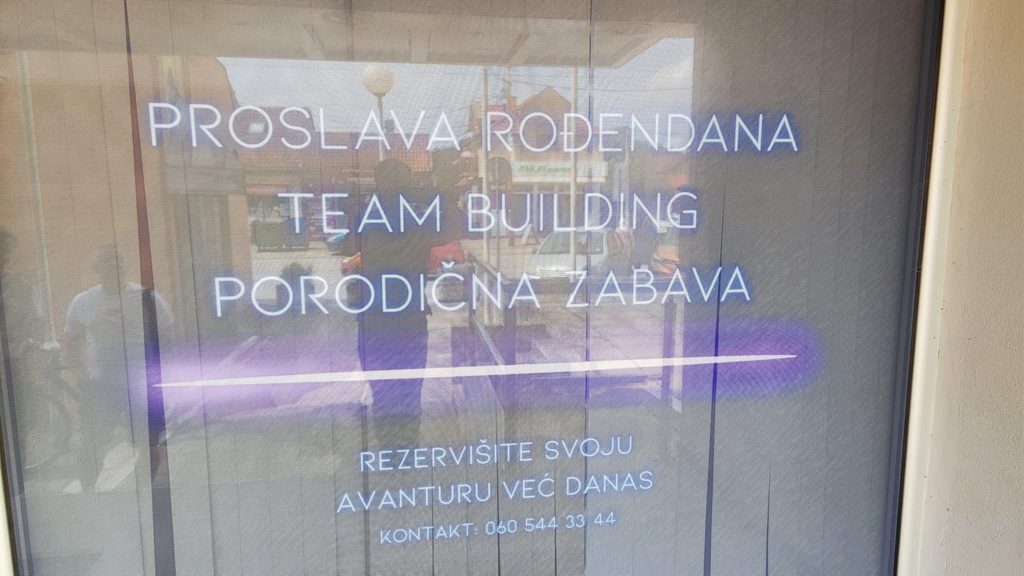 PROSLAVA ROĐENDANA
TEAM BUILDING
PORODIČNA ZABAVA
REZERVIŠITE SVOJU
AVANTURU VEĆ DANAS
KONTAKT: 060 544 33 44